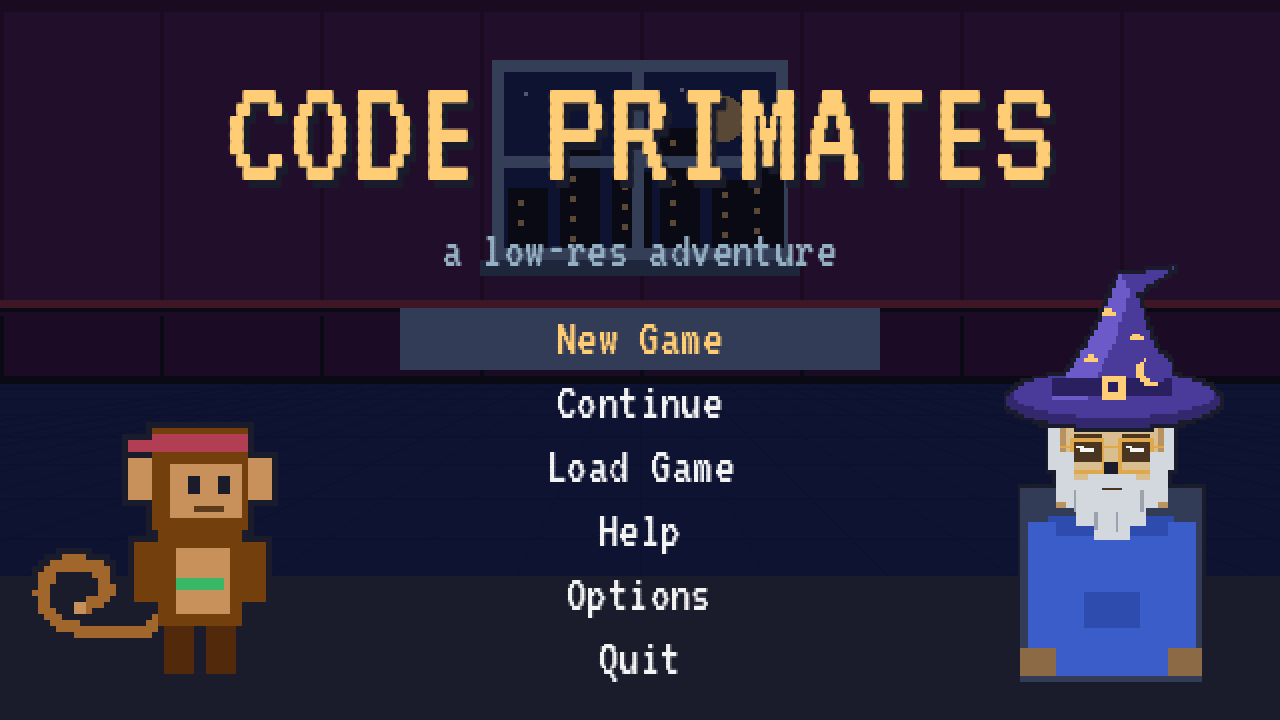 CODE PRIMATES
a low-res adventure
New Game
Continue
Load Game
Help
Options
Quit